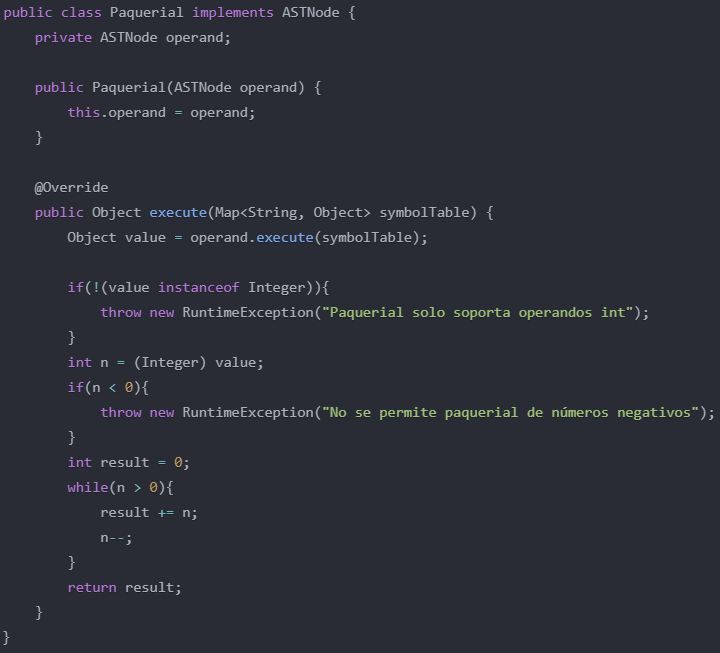 public class Paquerial implements ASTNode {
    private ASTNode operand;

    public Paquerial(ASTNode operand) {
        this.operand = operand;
    }

    @Override
    public Object execute(Map<String, Object> symbolTable) {
        Object value = operand.execute(symbolTable);

        if(!(value instanceof Integer)){
            throw new RuntimeException("Paquerial solo soporta operandos int");
        }
        int n = (Integer) value;
        if(n < 0){
            throw new RuntimeException("No se permite paquerial de números negativos");
        }
        int result = 0;
        while(n > 0){
            result += n;
            n--;
        }
        return result;
    }
}